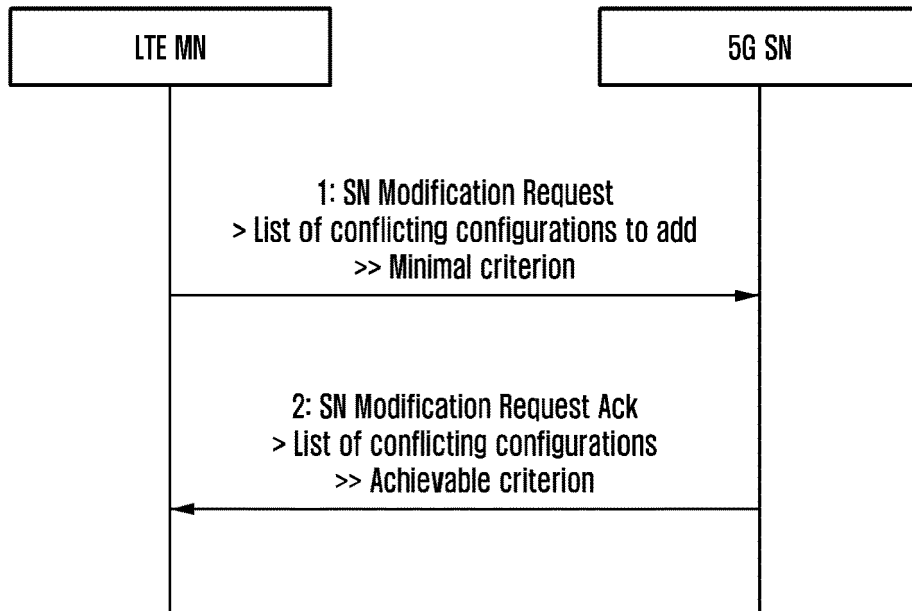 LTE MN
5G SN
1: SN Modification Request
> List of conflicting configurations to add
>> Minimal criterion
2: SN Modification Request Ack
> List of conflicting configurations
>> Achievable criterion